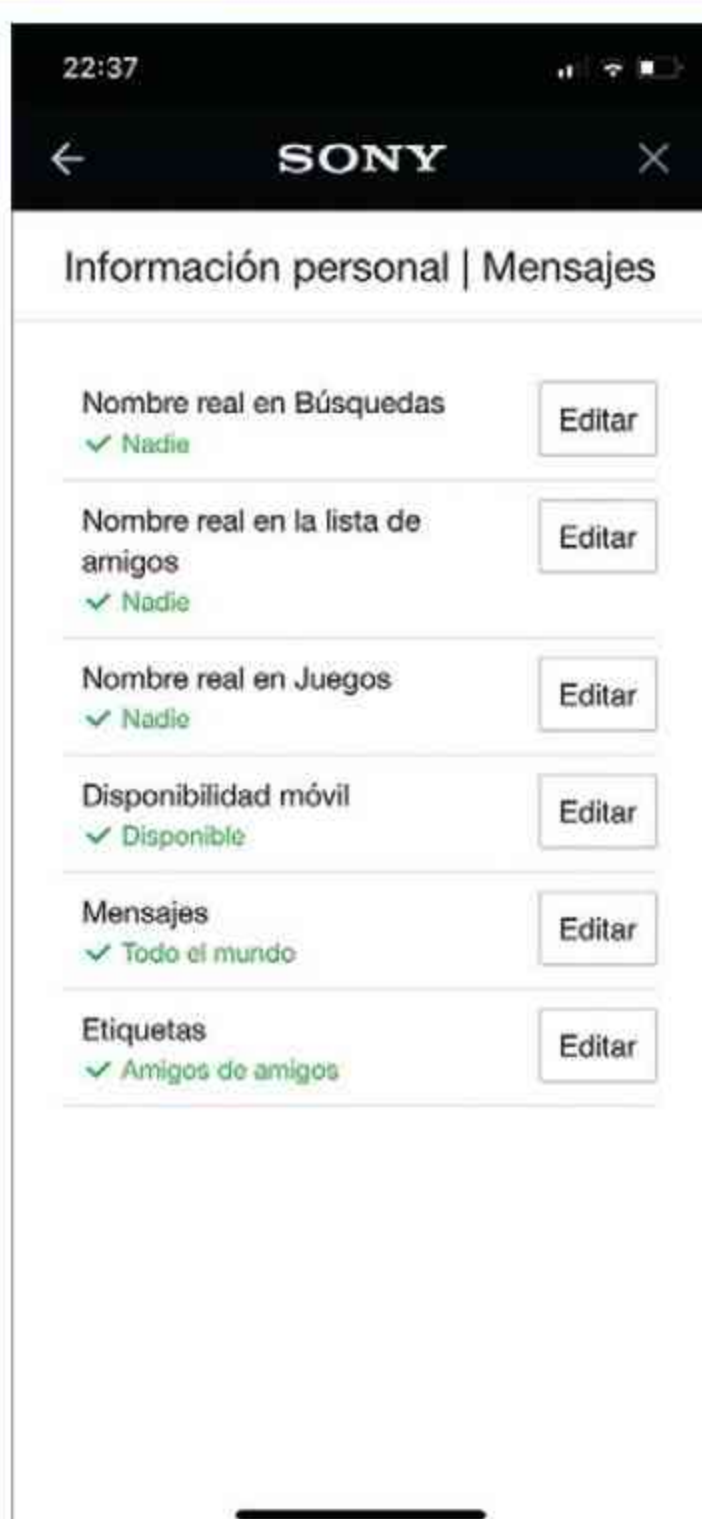 22:37
SONY
Información personal | Mensajes
Nombre real en Búsquedas
Nadie
Editar
Nombre real en la lista de
amigos
Nadie
Editar
Nombre real en Juegos
Nadie
Editar
Disponibilidad móvil
Disponible
Editar
Mensajes
Todo el mundo
Editar
Etiquetas
Amigos de amigos
Editar